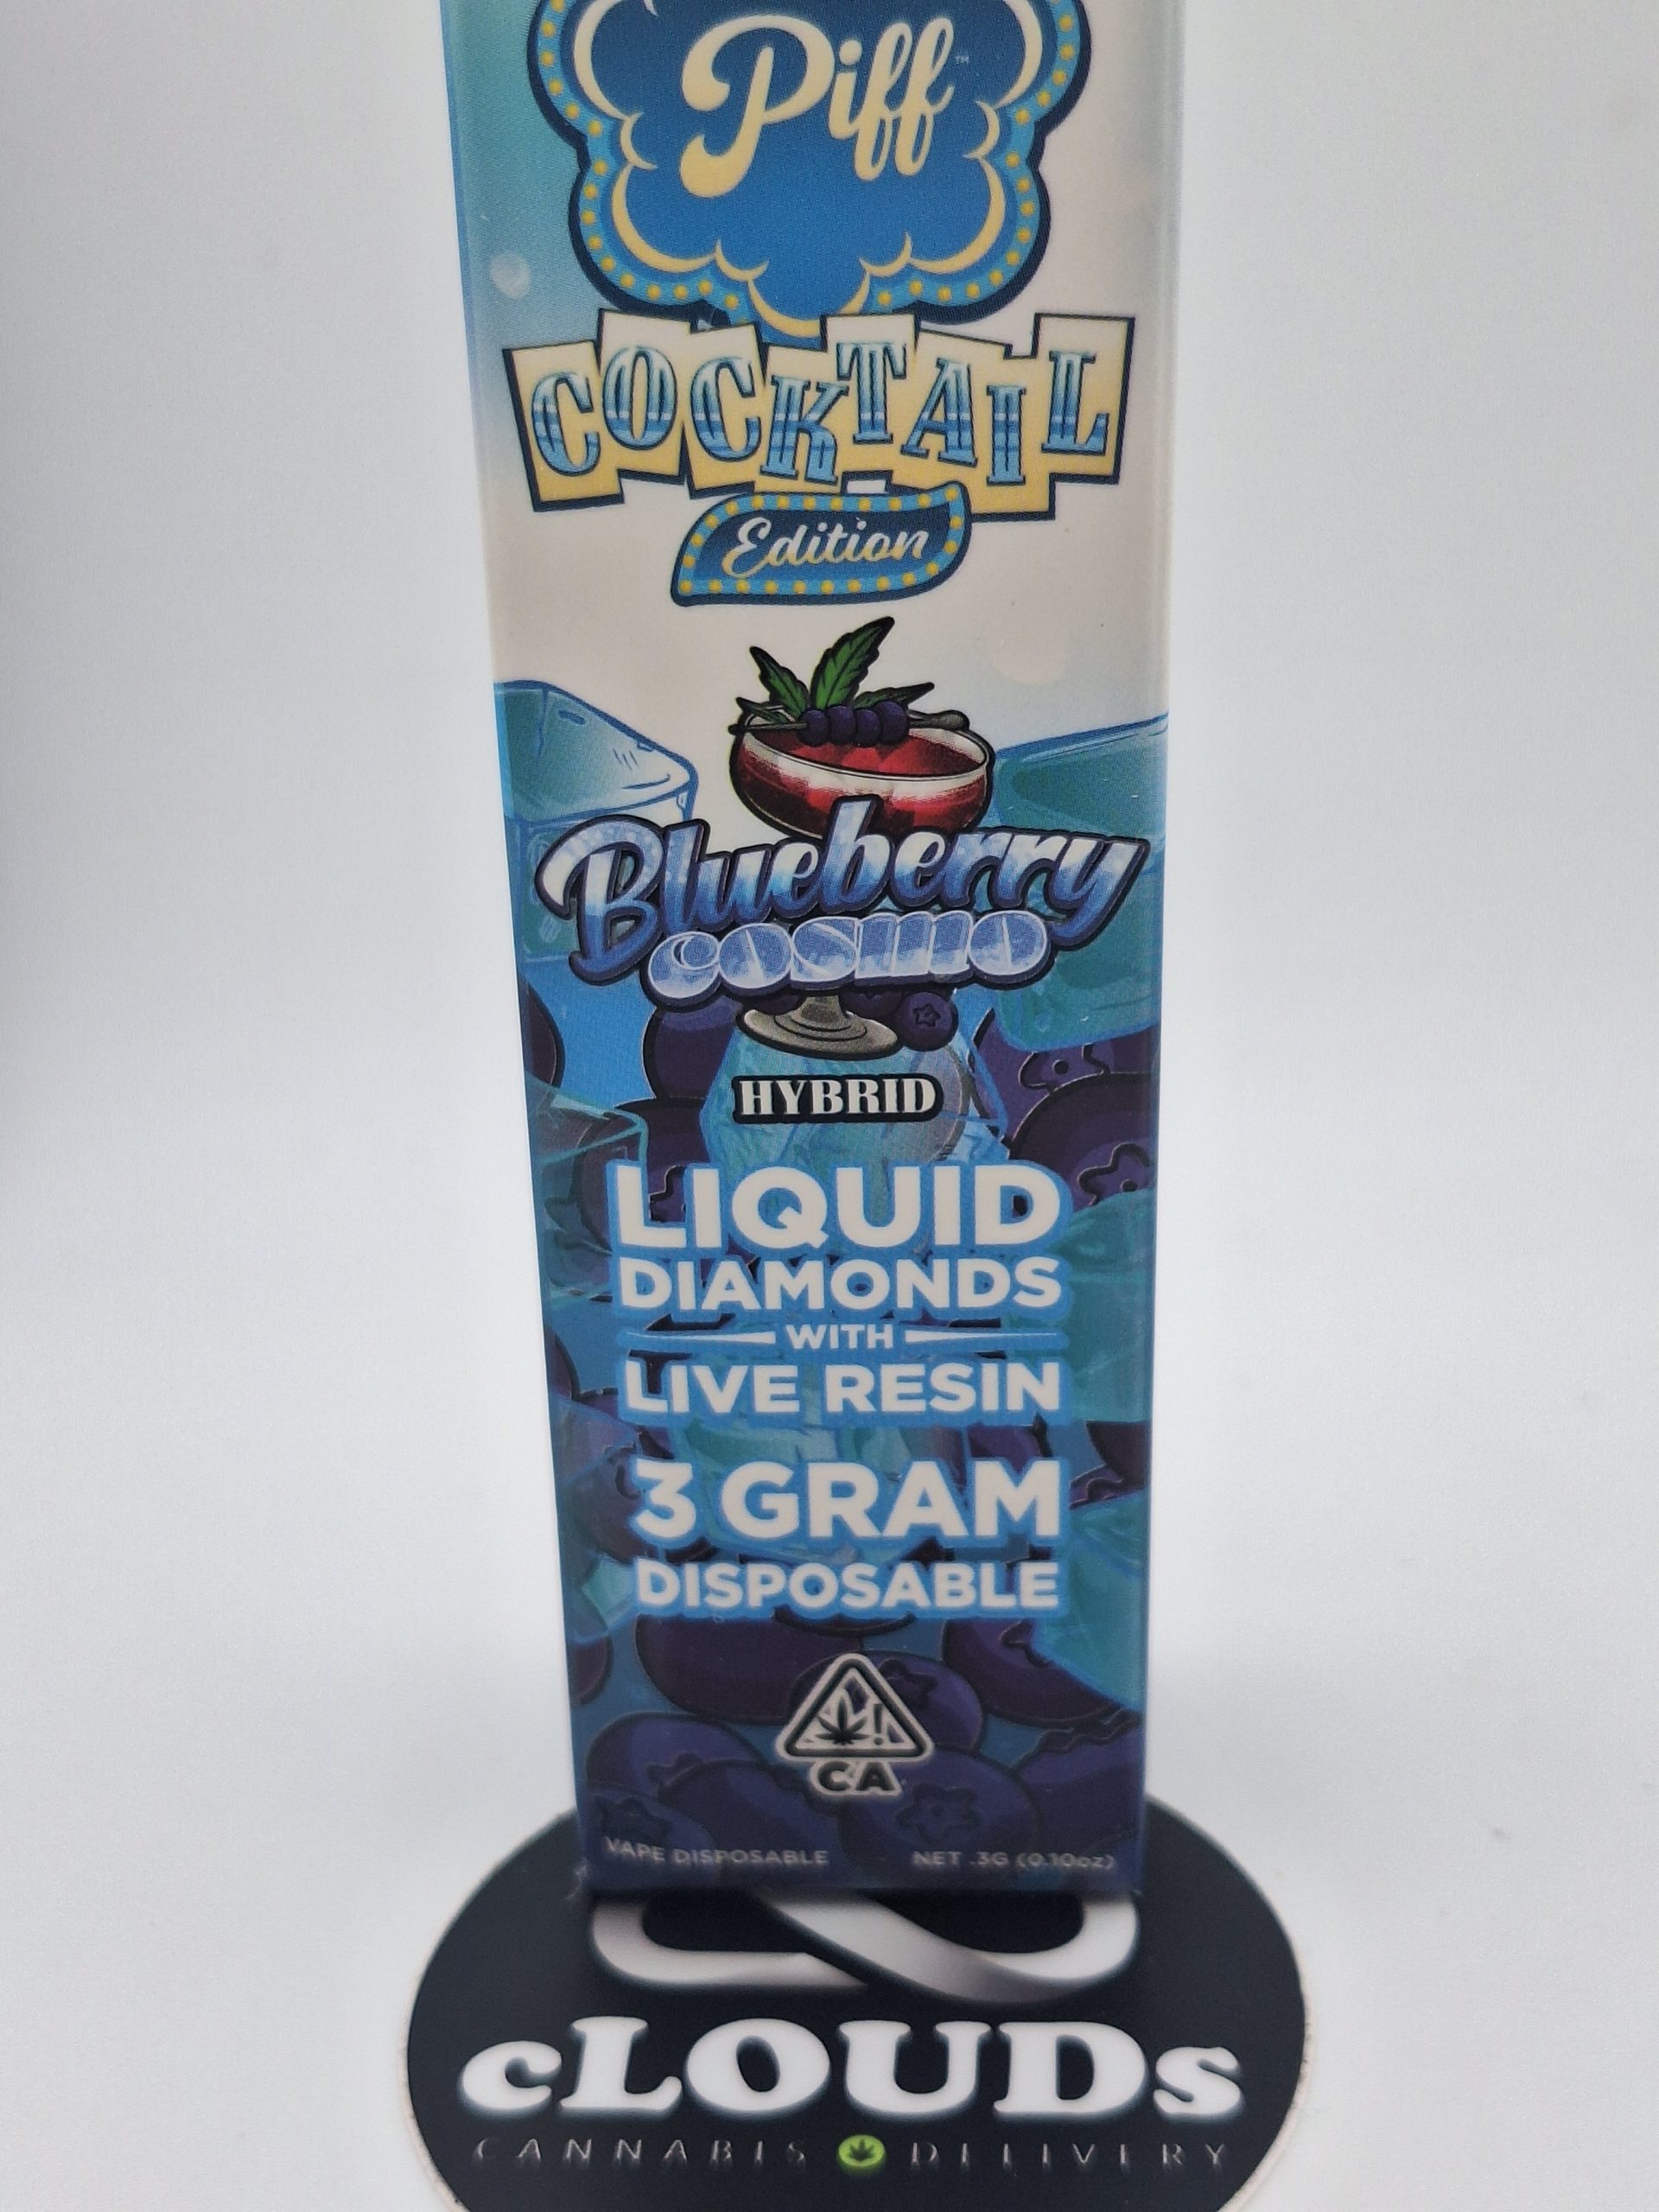 Piff™
COCKTAIL
Edition
Blueberry
cosmo
HYBRID
LIQUID
DIAMONDS
WITH
LIVE RESIN
3 GRAM
DISPOSABLE
!
CA
VAPE DISPOSABLE NET .3G (0.10oz)
cLOUDs
CANNABIS DELIVERY